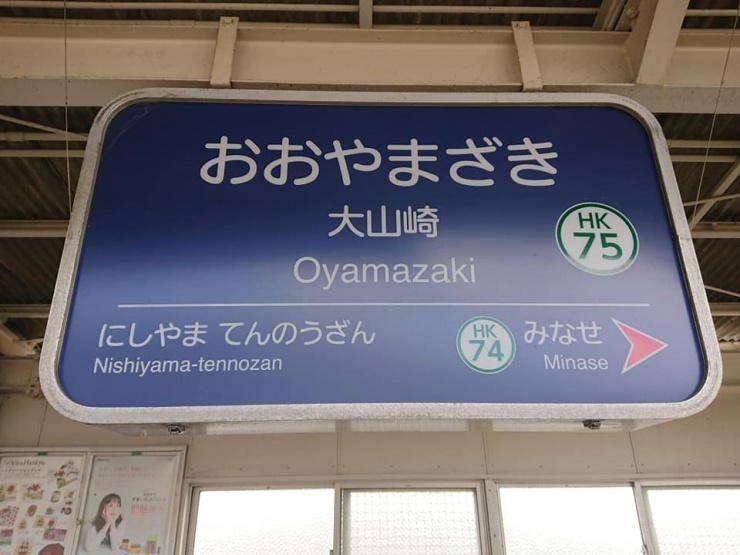 おおやまざき
大山崎
Oyamazaki
HK
75
にしやま てんのうざん
Nishiyama-tennozan
HK
74
みなせ
Minase